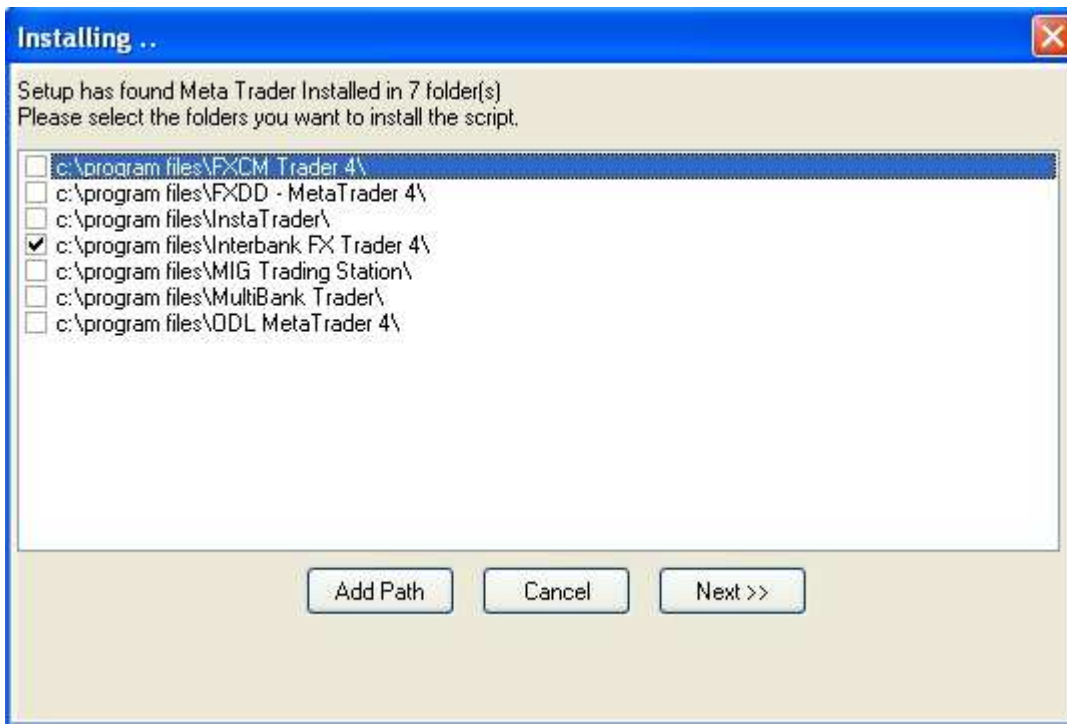 Installing ..
Setup has found Meta Trader Installed in 7 folder(s)
Please select the folders you want to install the script.
c:\program files\FXCM Trader 4\
c:\program files\FXDD - MetaTrader 4\
c:\program files\InstaTrader\
c:\program files\Interbank FX Trader 4\
c:\program files\MIG Trading Station\
c:\program files\MultiBank Trader\
c:\program files\ODL MetaTrader 4\
Add Path Cancel Next >>